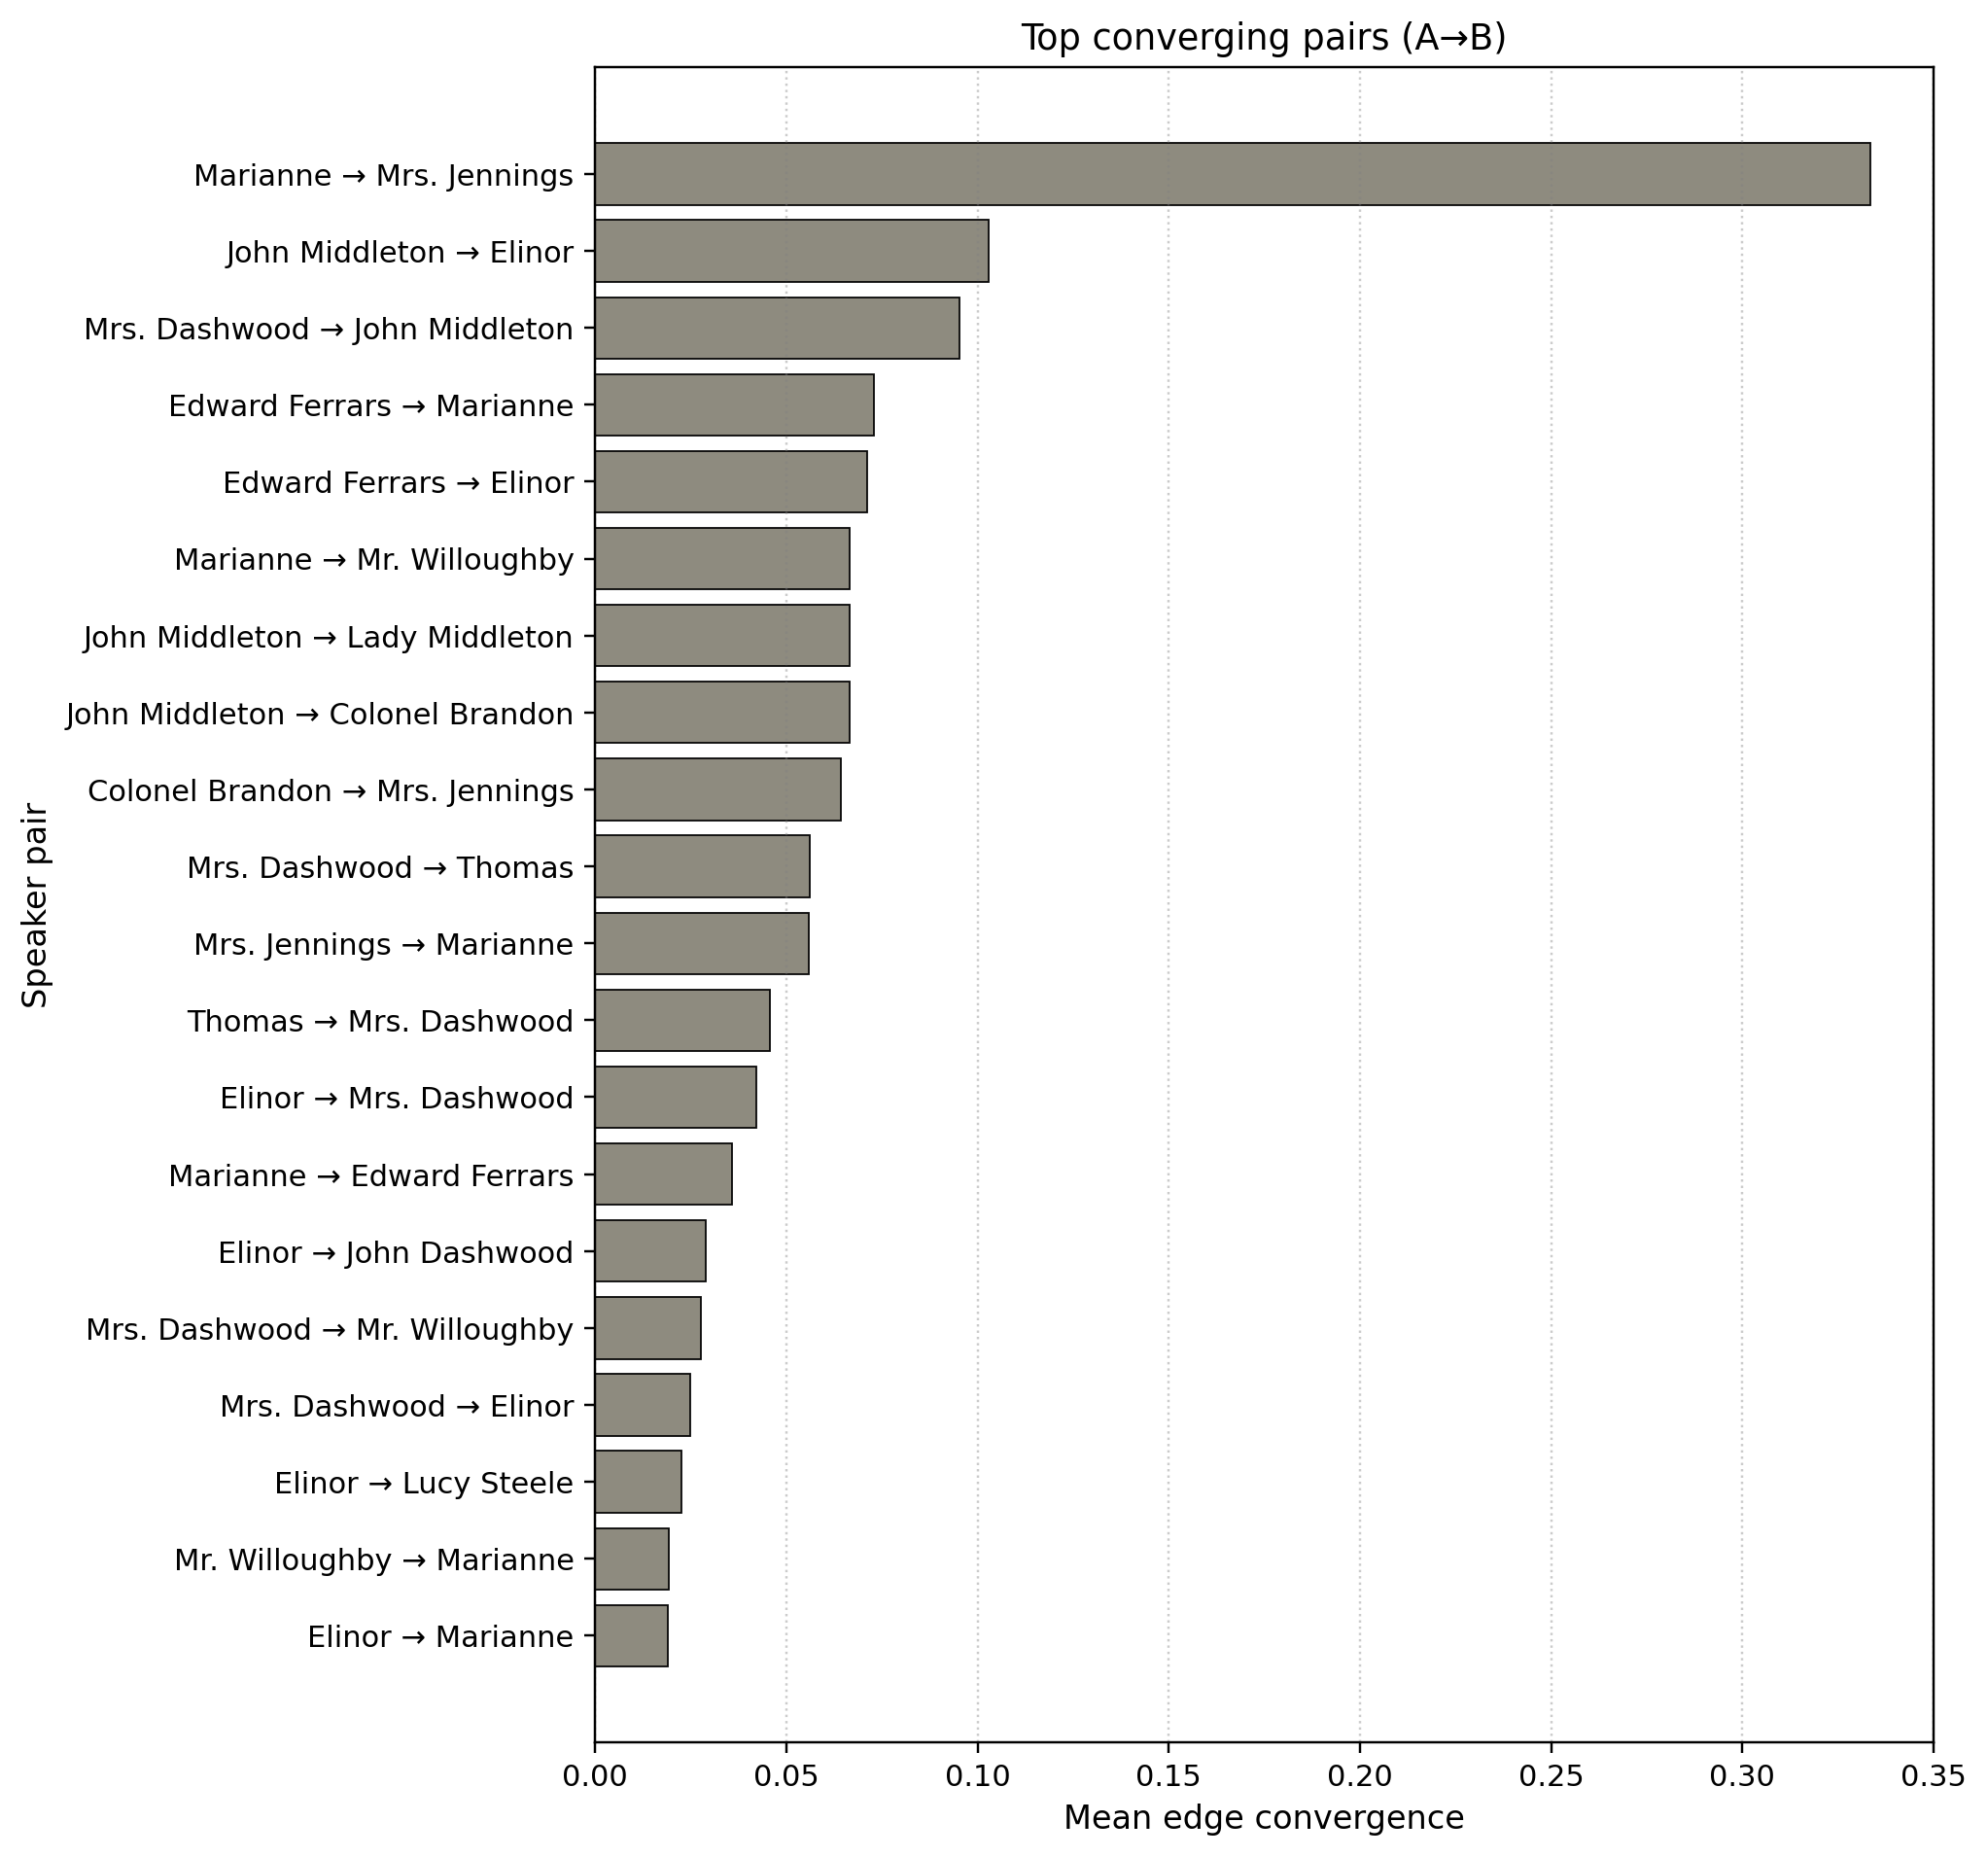 Top converging pairs (A→B)
Speaker pair
Marianne → Mrs. Jennings
John Middleton → Elinor
Mrs. Dashwood → John Middleton
Edward Ferrars → Marianne
Edward Ferrars → Elinor
Marianne → Mr. Willoughby
John Middleton → Lady Middleton
John Middleton → Colonel Brandon
Colonel Brandon → Mrs. Jennings
Mrs. Dashwood → Thomas
Mrs. Jennings → Marianne
Thomas → Mrs. Dashwood
Elinor → Mrs. Dashwood
Marianne → Edward Ferrars
Elinor → John Dashwood
Mrs. Dashwood → Mr. Willoughby
Mrs. Dashwood → Elinor
Elinor → Lucy Steele
Mr. Willoughby → Marianne
Elinor → Marianne
0.00 0.05 0.10 0.15 0.20 0.25 0.30 0.35
Mean edge convergence